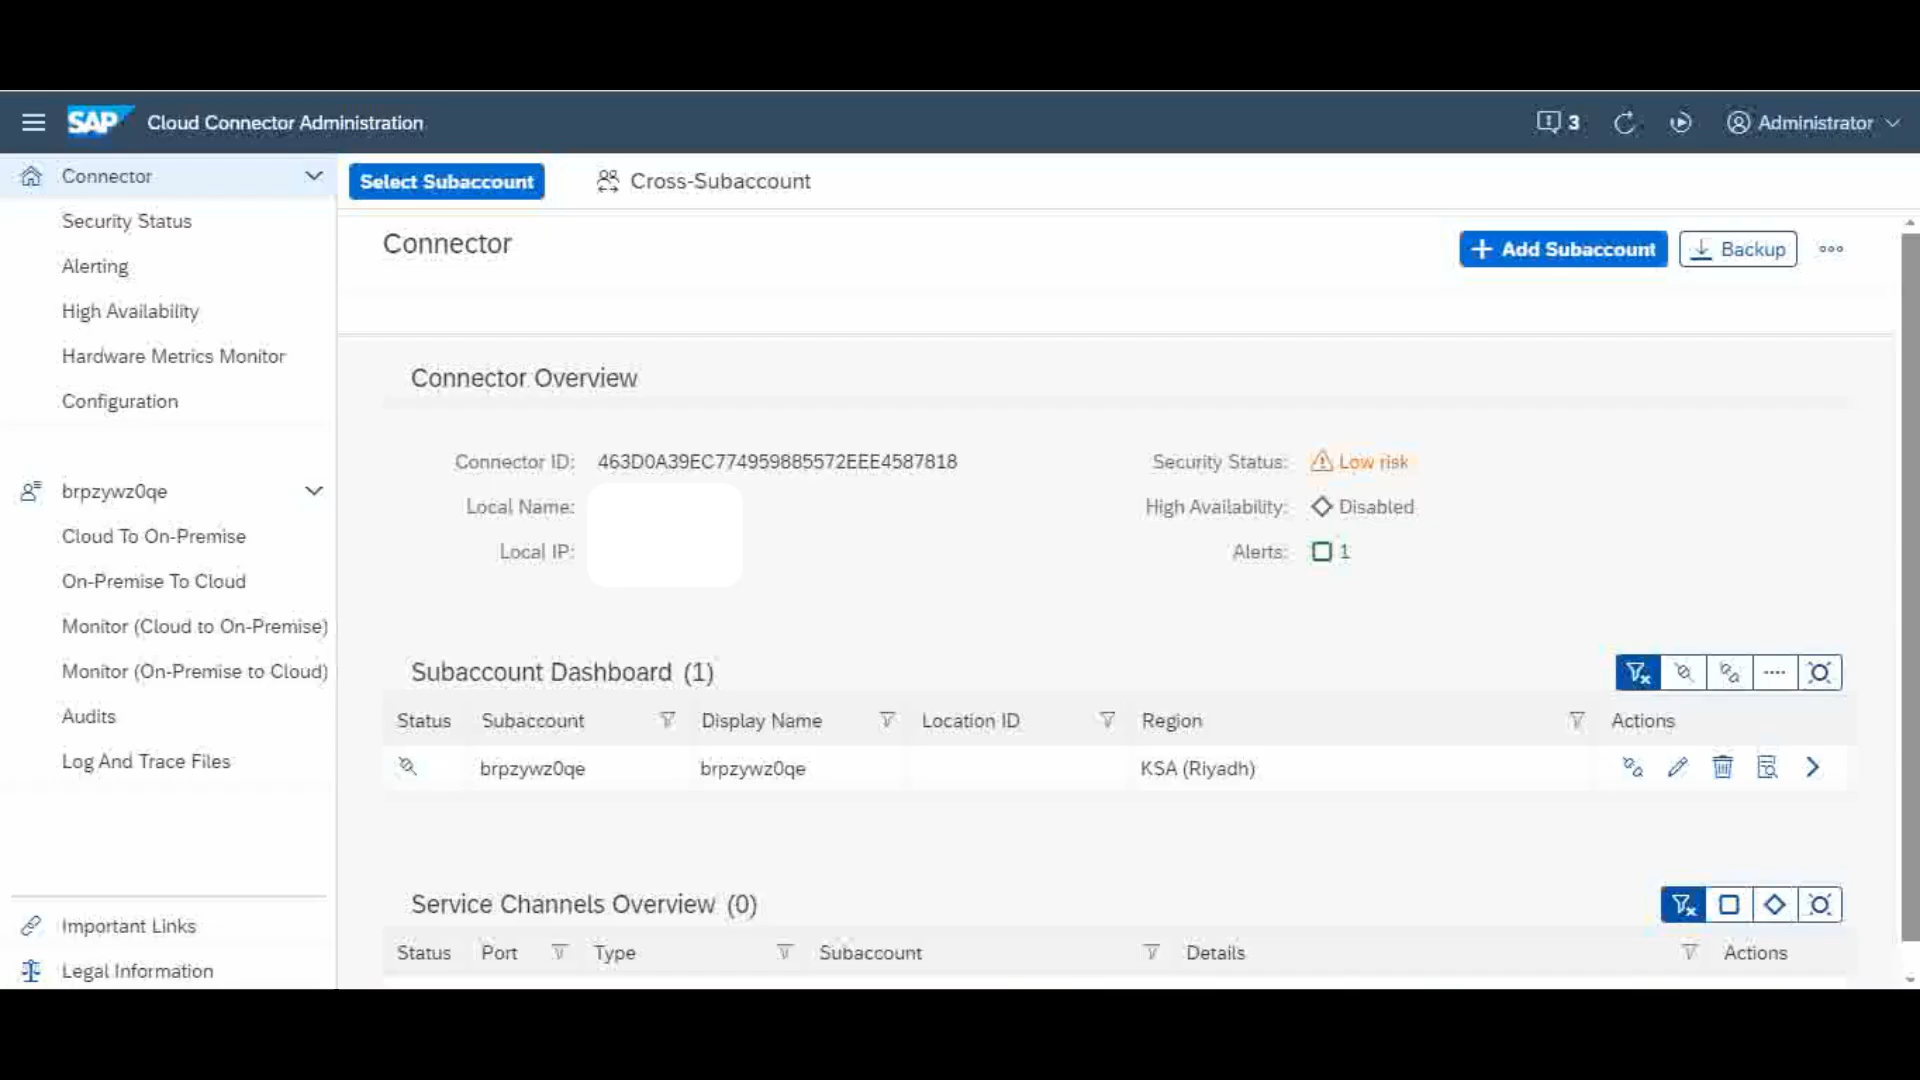 SAP Cloud Connector Administration
3
Administrator
Connector
Security Status
Alerting
High Availability
Hardware Metrics Monitor
Configuration
brpzywz0qe
Cloud To On-Premise
On-Premise To Cloud
Monitor (Cloud to On-Premise)
Monitor (On-Premise to Cloud)
Audits
Log And Trace Files
Important Links
Legal Information
Select Subaccount
Cross-Subaccount
Connector
Add Subaccount
Backup
Connector Overview
Connector ID: 463D0A39EC774959885572EEE4587818
Local Name:
Local IP:
Security Status: Low risk
High Availability: Disabled
Alerts: 1
Subaccount Dashboard (1)
Status Subaccount Display Name Location ID Region Actions
brpzywz0qe brpzywz0qe KSA (Riyadh)
Service Channels Overview (0)
Status Port Type Subaccount Details Actions